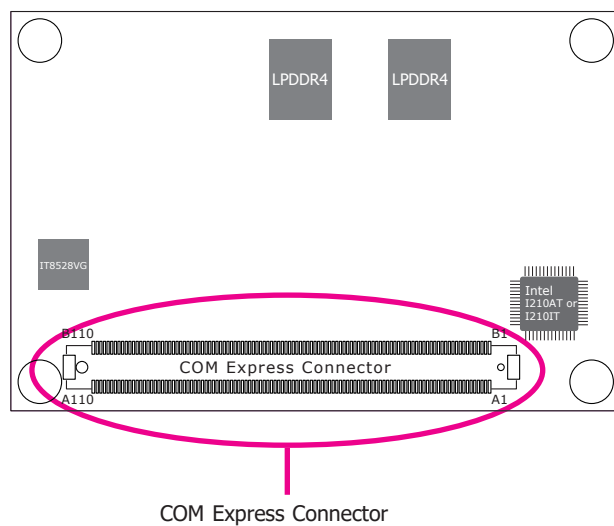 LPDDR4
LPDDR4
IT8528VG
Intel
I210AT or
I210IT
B110
B1
COM Express Connector
A110
A1
COM Express Connector